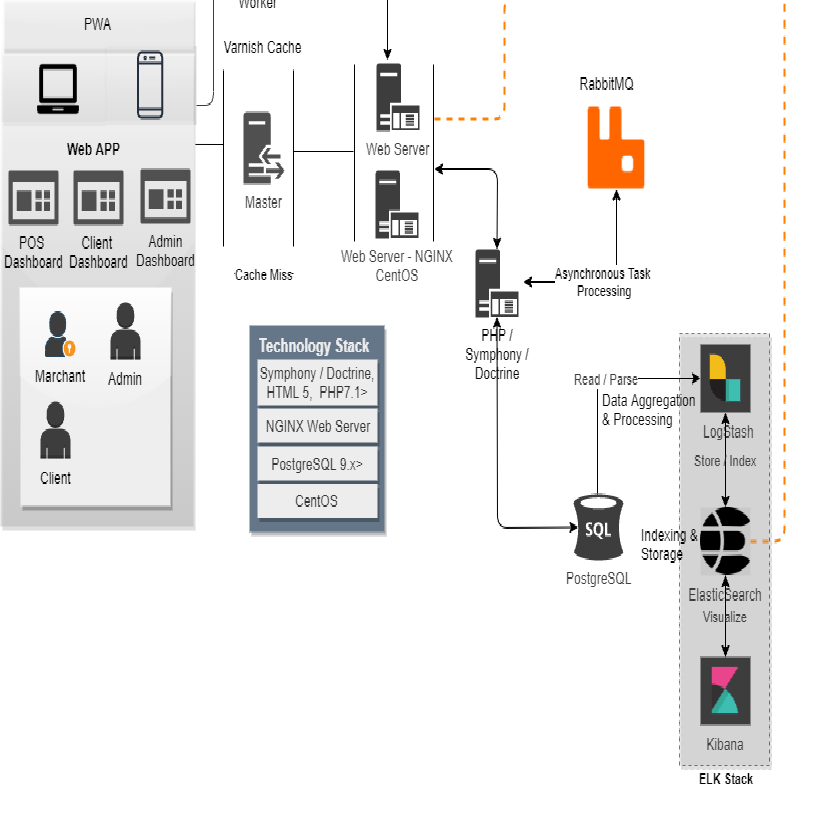 Worker
PWA
Varnish Cache
Web APP
Master
Web Server
Web Server - NGINX
CentOS
RabbitMQ
POS
Dashboard
Client
Dashboard
Admin
Dashboard
Cache Miss
Asynchronous Task
Processing
PHP /
Symphony /
Doctrine
Marchant
Admin
Client
Technology Stack
Symphony / Doctrine,
HTML 5, PHP7.1>
NGINX Web Server
PostgreSQL 9.x>
CentOS
Read / Parse
Data Aggregation
& Processing
LogStash
Store / Index
SQL
PostgreSQL
Indexing &
Storage
ElasticSearch
Visualize
Kibana
ELK Stack